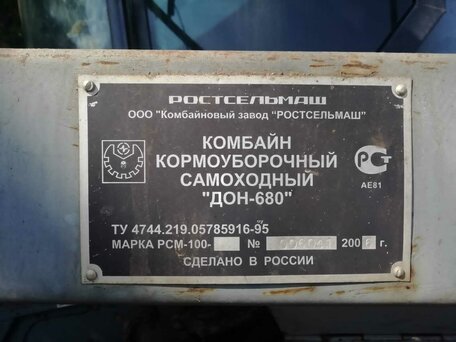 РОСТСЕЛЬМАШ
ООО "Комбайновый завод "РОСТСЕЛЬМАШ"
КОМБАЙН
КОРМОУБОРОЧНЫЙ
САМОХОДНЫЙ
"ДОН-680"
АЕ81
ТУ 4744.219.05785916-95
МАРКА РСМ-100- № 200 6 г.
СДЕЛАНО В РОССИИ